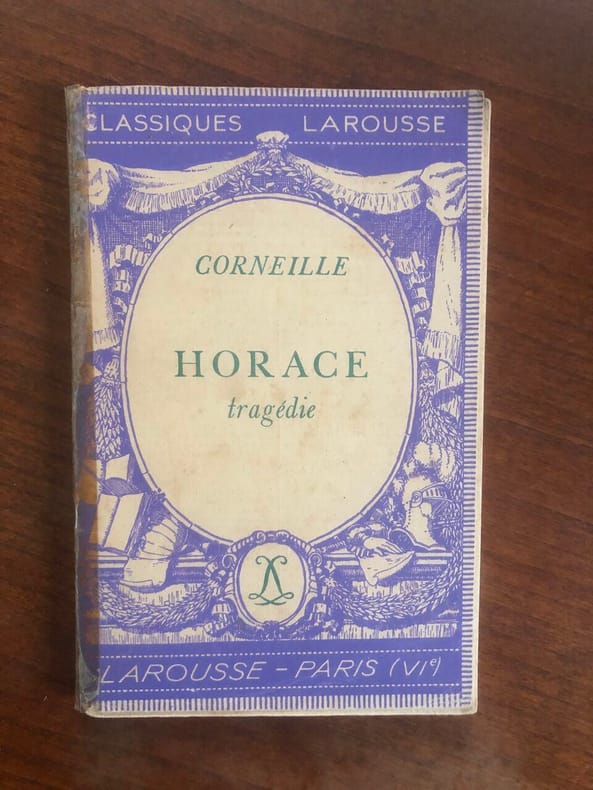 CLASSIQUES LAROUSSE
CORNEILLE
HORACE
tragédie
LAROUSSE – PARIS (VIe)